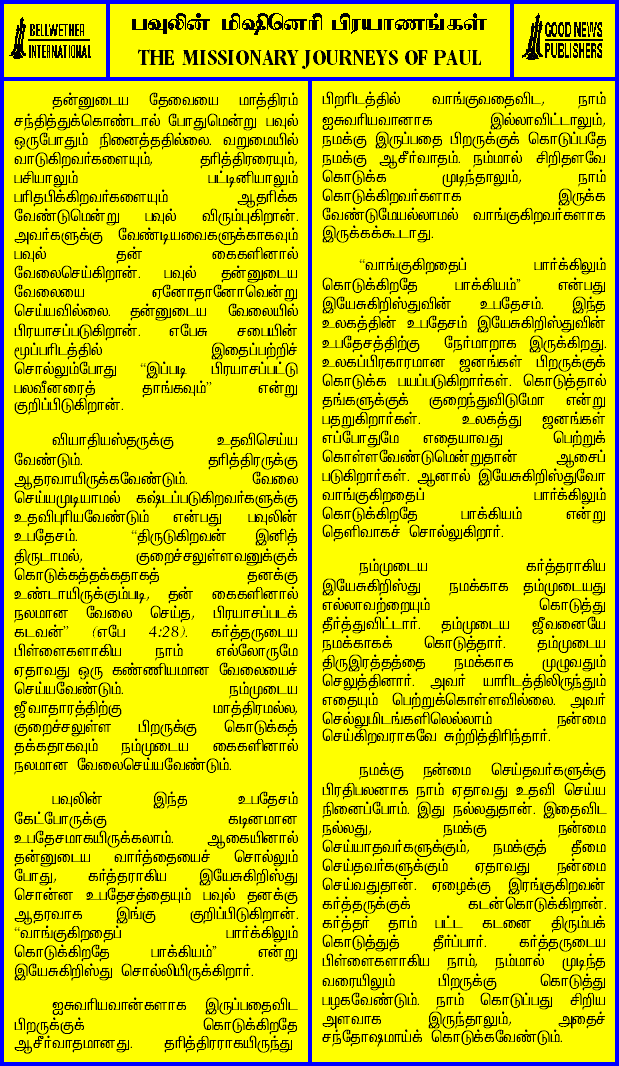 BELLWETHER
INTERNATIONAL
பவுலின் மிஷினெரி பிரயாணங்கள்
THE MISSIONARY JOURNEYS OF PAUL
GOOD NEWS
PUBLISHERS
தன்னுடைய தேவையை மாத்திரம்
சந்தித்துக்கொண்டால் போதுமென்று பவுல்
ஒருபோதும் நினைத்ததில்லை. வறுமையில்
வாடுகிறவர்களையும், தரித்திரரையும்,
பசியாலும் பட்டினியாலும்
பரிதபிக்கிறவர்களையும் ஆதரிக்க
வேண்டுமென்று பவுல் விரும்புகிறான்.
அவர்களுக்கு வேண்டியவைகளுக்காகவும்
பவுல் தன் கைகளினால்
வேலைசெய்கிறான். பவுல் தன்னுடைய
வேலையை ஏனோதானோவென்று
செய்யவில்லை. தன்னுடைய வேலையில்
பிரயாசப்படுகிறான். எபேசு சபையின்
மூப்பரிடத்தில் இதைப்பற்றிச்
சொல்லும்போது “இப்படி பிரயாசப்பட்டு
பலவீனரைத் தாங்கவும்” என்று
குறிப்பிடுகிறான்.
வியாதியஸ்தருக்கு உதவிசெய்ய
வேண்டும். தரித்திரருக்கு
ஆதரவாயிருக்கவேண்டும். வேலை
செய்யமுடியாமல் கஷ்டப்படுகிறவர்களுக்கு
உதவிபுரியவேண்டும் என்பது பவுலின்
உபதேசம். “திருடுகிறவன் இனித்
திருடாமல், குறைச்சலுள்ளவனுக்குக்
கொடுக்கத்தக்கதாகத் தனக்கு
உண்டாயிருக்கும்படி, தன் கைகளினால்
நலமான வேலை செய்து, பிரயாசப்படக்
கடவன்” (எபே 4:28). கர்த்தருடைய
பிள்ளைகளாகிய நாம் எல்லோருமே
ஏதாவது ஒரு கண்ணியமான வேலையைச்
செய்யவேண்டும். நம்முடைய
ஜீவாதாரத்திற்கு மாத்திரமல்ல,
குறைச்சலுள்ள பிறருக்கு கொடுக்கத்
தக்கதாகவும் நம்முடைய கைகளினால்
நலமான வேலைசெய்யவேண்டும்.
பவுலின் இந்த உபதேசம்
கேட்போருக்கு கடினமான
உபதேசமாகயிருக்கலாம். ஆகையினால்
தன்னுடைய வார்த்தையைச் சொல்லும்
போது, கர்த்தராகிய இயேசுகிறிஸ்து
சொன்ன உபதேசத்தையும் பவுல் தனக்கு
ஆதரவாக இங்கு குறிப்பிடுகிறான்.
“வாங்குகிறதைப் பார்க்கிலும்
கொடுக்கிறதே பாக்கியம்” என்று
இயேசுகிறிஸ்து சொல்லியிருக்கிறார்.
ஐசுவரியவான்களாக இருப்பதைவிட
பிறருக்குக் கொடுக்கிறதே
ஆசீர்வாதமானது. தரித்திரராகயிருந்து
பிறரிடத்தில் வாங்குவதைவிட, நாம்
ஐசுவரியவானாக இல்லாவிட்டாலும்,
நமக்கு இருப்பதை பிறருக்குக் கொடுப்பதே
நமக்கு ஆசீர்வாதம். நம்மால் சிறிதளவே
கொடுக்க முடிந்தாலும், நாம்
கொடுக்கிறவர்களாக இருக்க
வேண்டுமேயல்லாமல் வாங்குகிறவர்களாக
இருக்கக்கூடாது.
“வாங்குகிறதைப் பார்க்கிலும்
கொடுக்கிறதே பாக்கியம்” என்பது
இயேசுகிறிஸ்துவின் உபதேசம். இந்த
உலகத்தின் உபதேசம் இயேசுகிறிஸ்துவின்
உபதேசத்திற்கு நேர்மாறாக இருக்கிறது.
உலகப்பிரகாரமான ஜனங்கள் பிறருக்குக்
கொடுக்க பயப்படுகிறார்கள். கொடுத்தால்
தங்களுக்குக் குறைந்துவிடுமோ என்று
பதறுகிறார்கள். உலகத்து ஜனங்கள்
எப்போதுமே எதையாவது பெற்றுக்
கொள்ளவேண்டுமென்றுதான் ஆசைப்
படுகிறார்கள். ஆனால் இயேசுகிறிஸ்துவோ
வாங்குகிறதைப் பார்க்கிலும்
கொடுக்கிறதே பாக்கியம் என்று
தெளிவாகச் சொல்லுகிறார்.
நம்முடைய கர்த்தராகிய
இயேசுகிறிஸ்து நமக்காக தம்முடையது
எல்லாவற்றையும் கொடுத்து
தீர்த்துவிட்டார். தம்முடைய ஜீவனையே
நமக்காகக் கொடுத்தார். தம்முடைய
திருஇரத்தத்தை நமக்காக முழுவதும்
செலுத்தினார். அவர் யாரிடத்திலிருந்தும்
எதையும் பெற்றுக்கொள்ளவில்லை. அவர்
செல்லுமிடங்களிலெல்லாம் நன்மை
செய்கிறவராகவே சுற்றித்திரிந்தார்.
நமக்கு நன்மை செய்தவர்களுக்கு
பிரதிபலனாக நாம் ஏதாவது உதவி செய்ய
நினைப்போம். இது நல்லதுதான். இதைவிட
நல்லது, நமக்கு நன்மை
செய்யாதவர்களுக்கும், நமக்குத் தீமை
செய்தவர்களுக்கும் ஏதாவது நன்மை
செய்வதுதான். ஏழைக்கு இரங்குகிறவன்
கர்த்தருக்குக் கடன்கொடுக்கிறான்.
கர்த்தர் தாம் பட்ட கடனை திரும்பக்
கொடுத்துத் தீர்ப்பார். கர்த்தருடைய
பிள்ளைகளாகிய நாம், நம்மால் முடிந்த
வரையிலும் பிறருக்கு கொடுத்து
பழகவேண்டும். நாம் கொடுப்பது சிறிய
அளவாக இருந்தாலும், அதைச்
சந்தோஷமாய்க் கொடுக்கவேண்டும்.